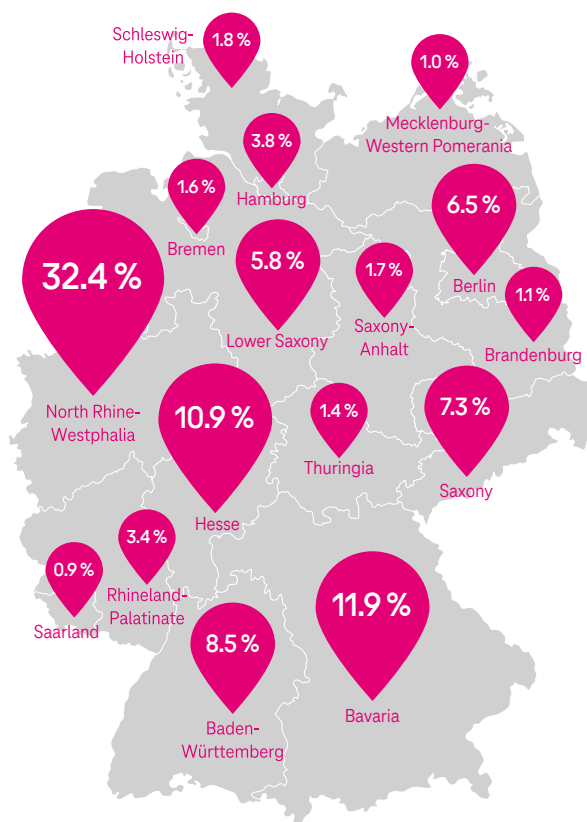 Schleswig-
Holstein
1.8 %
1.0 %
Mecklenburg-
Western Pomerania
3.8 %
Hamburg
1.6 %
Bremen
6.5 %
Berlin
32.4 %
North Rhine-
Westphalia
5.8 %
Lower Saxony
1.7 %
Saxony-
Anhalt
1.1 %
Brandenburg
10.9 %
Hesse
1.4 %
Thuringia
7.3 %
Saxony
3.4 %
Rhineland-
Palatinate
0.9 %
Saarland
8.5 %
Baden-
Württemberg
11.9 %
Bavaria